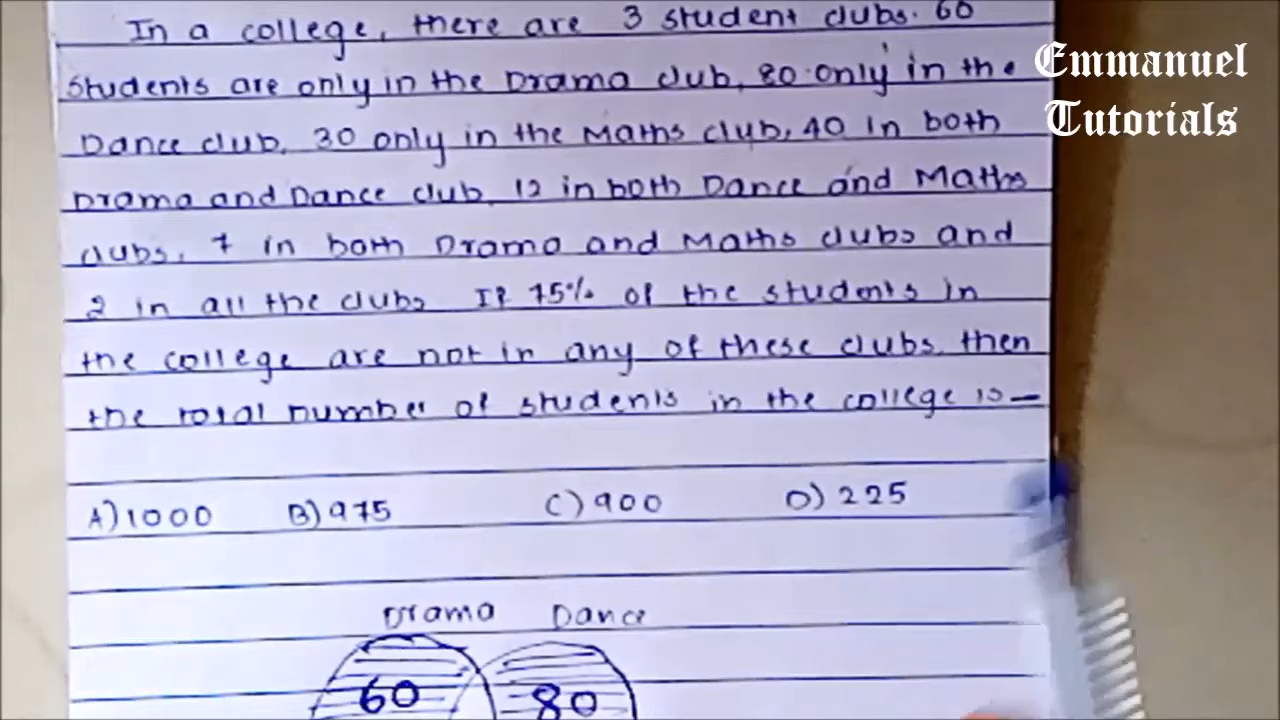 In a college, there are 3 student clubs. 60
students are only in the Drama club, 80 only in the
Dance club, 30 only in the Maths club, 40 in both
Drama and Dance club, 12 in both Dance and Maths
clubs, 7 in both Drama and Maths clubs and
2 in all the clubs If 75% of the students in
the college are not in any of these clubs, then
the total number of students in the college is—
A) 1000 B) 975 C) 900 D) 225
Drama Dance
60 80
Emmanuel
Tutorials